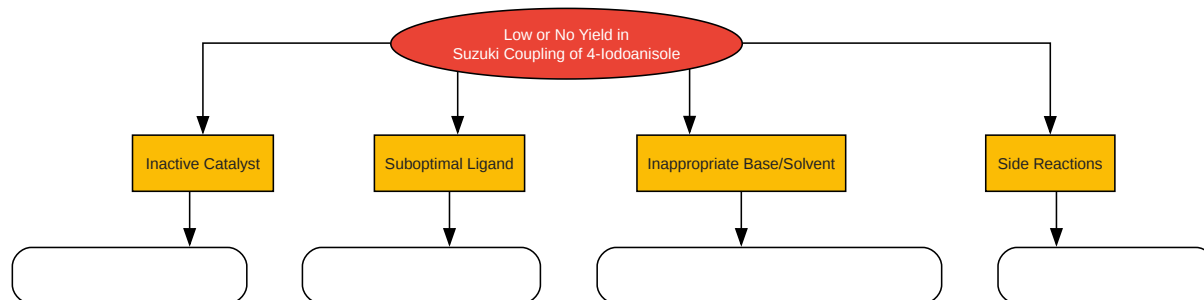 Low or No Yield in
Suzuki Coupling of 4-Iodoanisole
Inactive Catalyst
Suboptimal Ligand
Inappropriate Base/Solvent
Side Reactions